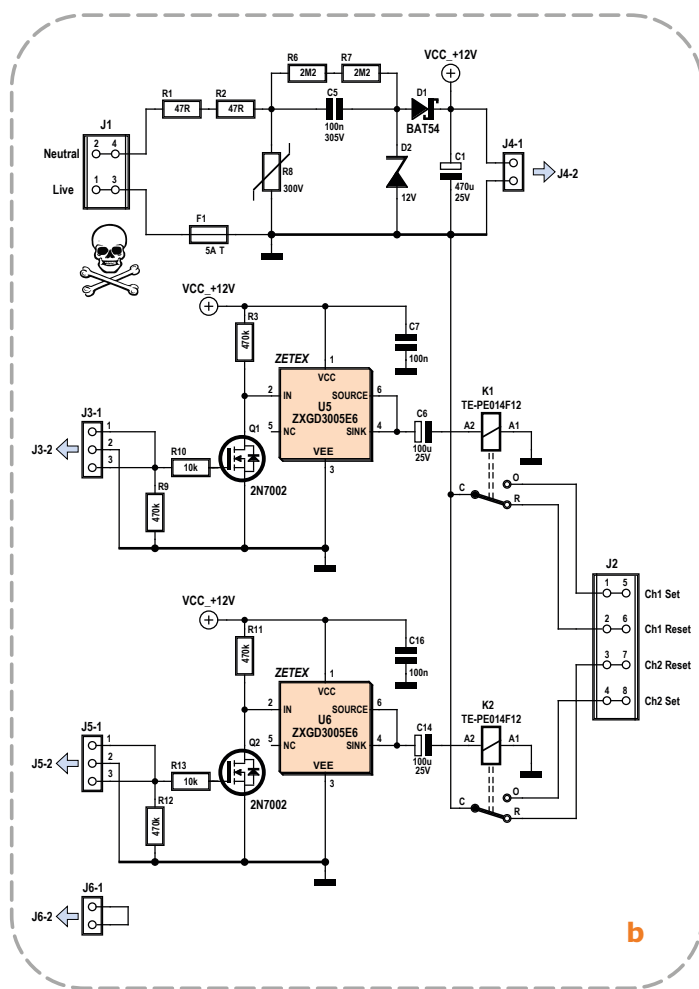 VCC_+12V
R6
2M2
R7
2M2
R1
47R
R2
47R
C5
100n
305V
D1
BAT54
J1
2 4
Neutral
1 3
Live
R8
300V
D2
12V
C1
470u
25V
J4-1
J4-2
F1
5A T
VCC_+12V
R3
470k
C7
100n
ZETEX
1
VCC
2
IN
SOURCE
6
U5
ZXGD3005E6
5
NC
SINK
4
VEE
3
Q1
2N7002
J3-1
1
2
3
J3-2
R10
10k
R9
470k
C6
100u
25V
K1
TE-PE014F12
A2
A1
C
O
R
J2
1 5
Ch1 Set
2 6
Ch1 Reset
3 7
Ch2 Reset
4 8
Ch2 Set
VCC_+12V
R11
470k
C16
100n
ZETEX
1
VCC
2
IN
SOURCE
6
U6
ZXGD3005E6
5
NC
SINK
4
VEE
3
Q2
2N7002
J5-1
1
2
3
J5-2
R13
10k
R12
470k
C14
100u
25V
K2
TE-PE014F12
A2
A1
C
O
R
J6-1
J6-2
b